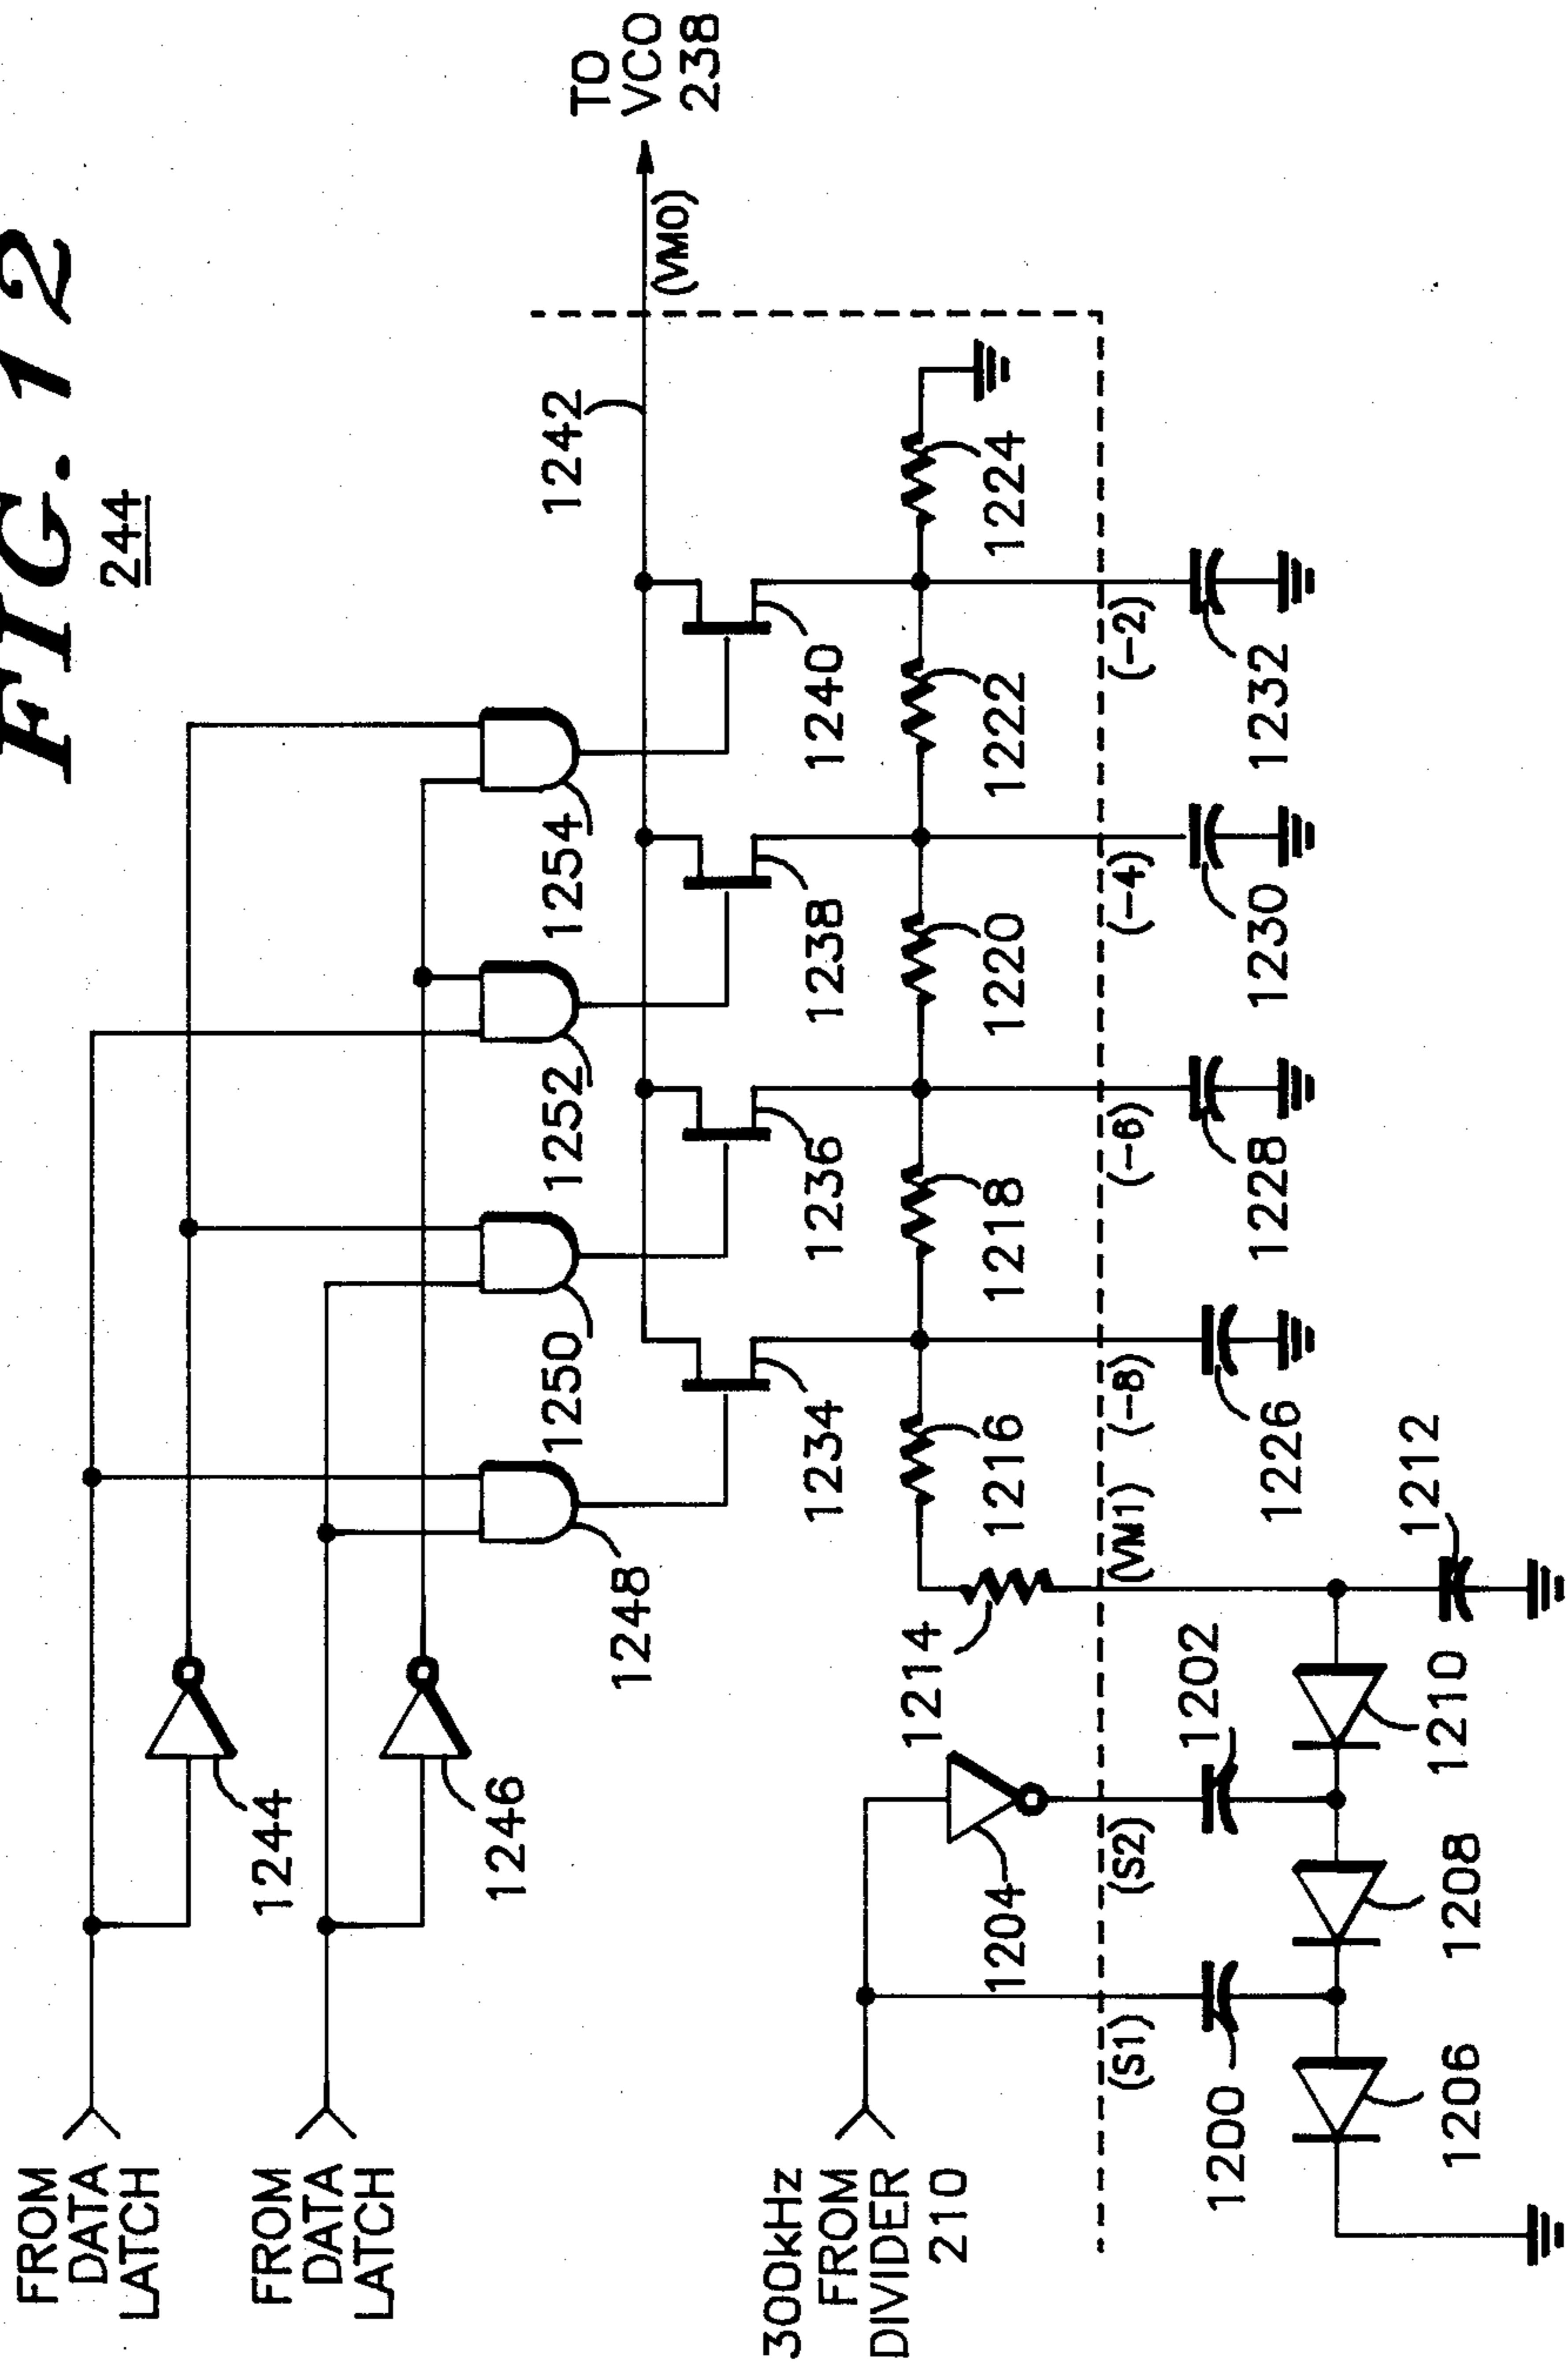 FIG. 12
244
FROM
DATA
LATCH
FROM
DATA
LATCH
300kHz
FROM
DIVIDER
210
TO
VCO
238
(VMO)
1242
1244
1246
1248
1250
1252
1254
1234
1236
1238
1240
1204
1214
1216
1218
1220
1222
1224
(S1)
(S2)
(VM1)
(-8)
(-6)
(-4)
(-2)
1200
1202
1226
1228
1230
1232
1206
1208
1210
1212